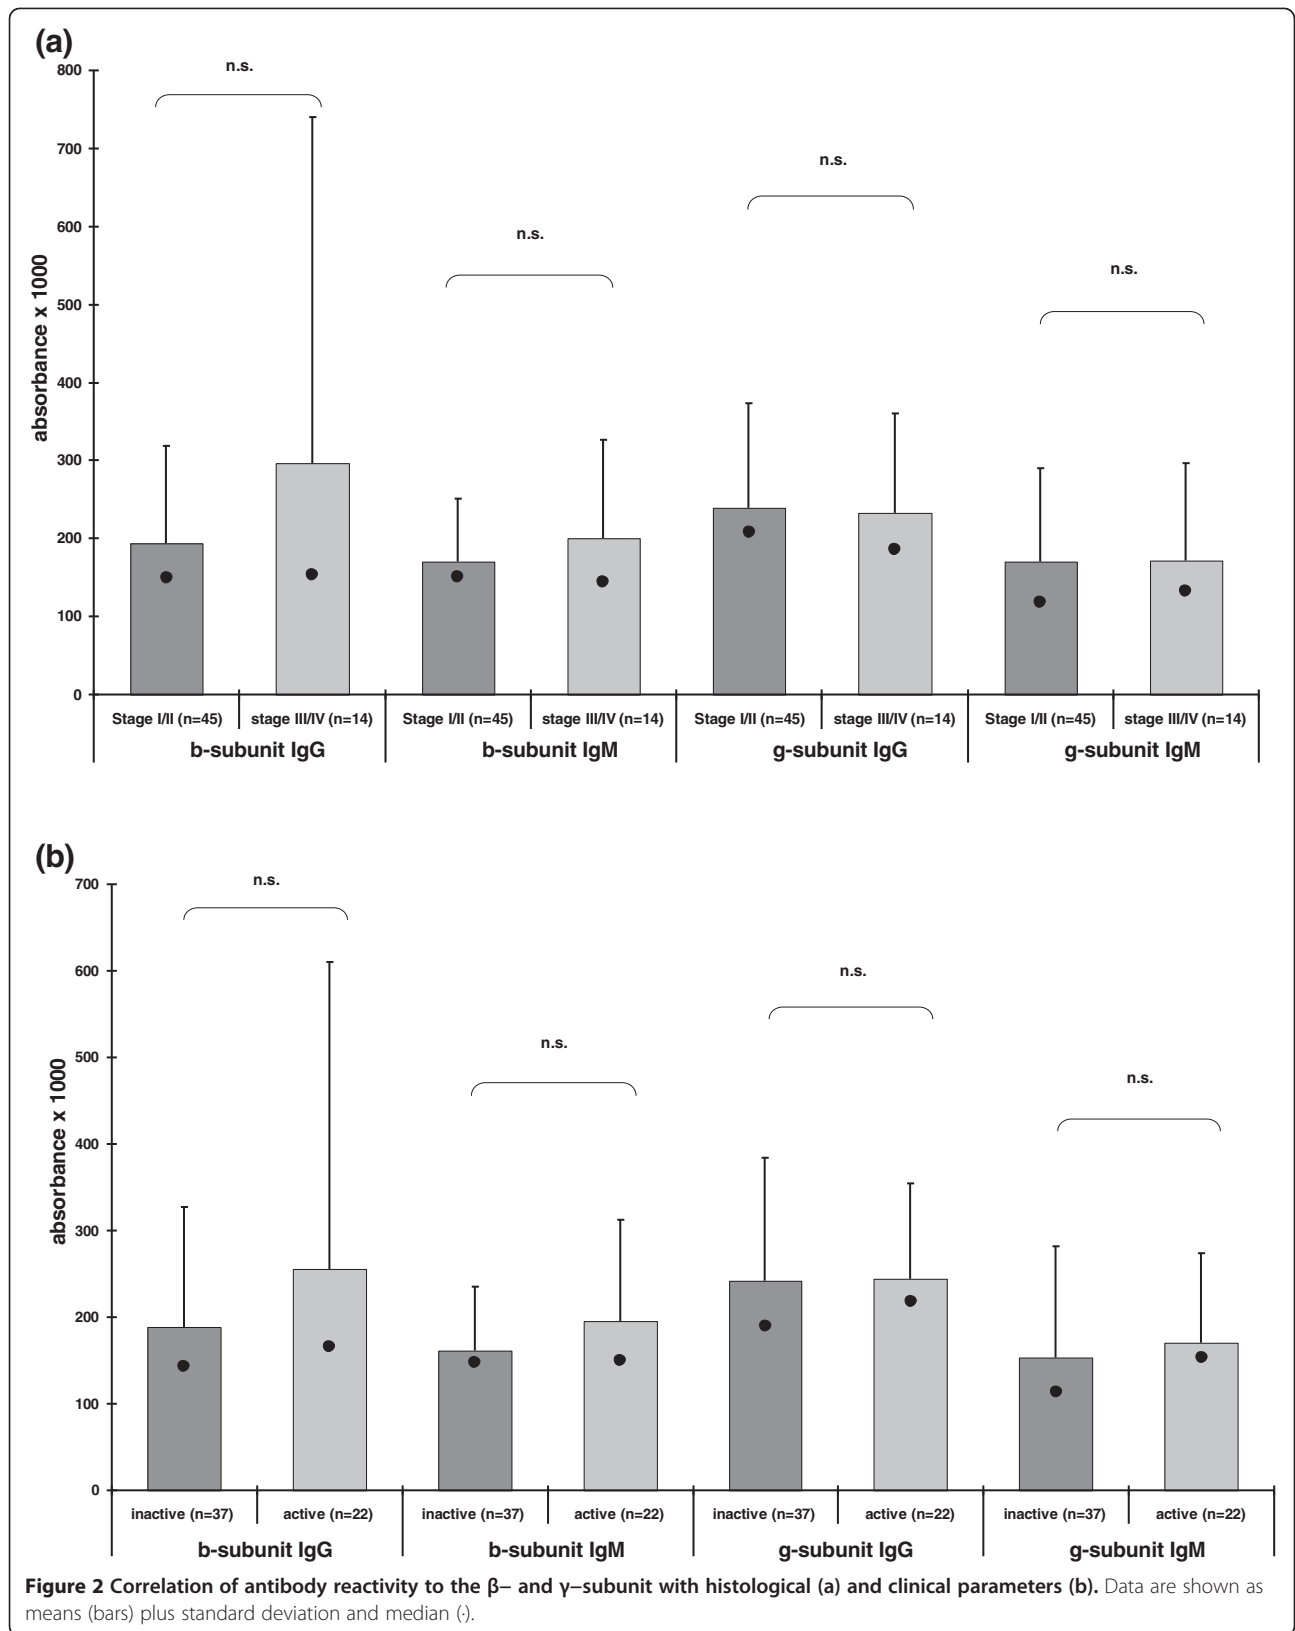 (a)
800
n.s.
700
n.s.
600
n.s.
n.s.
500
absorbance x 1000
400
300
200
100
0
Stage I/II (n=45) stage III/IV (n=14) Stage I/II (n=45) stage III/IV (n=14) Stage I/II (n=45) stage III/IV (n=14) Stage I/II (n=45) stage III/IV (n=14)
b-subunit IgG b-subunit IgM g-subunit IgG g-subunit IgM
(b)
700
n.s.
600
n.s.
500
n.s.
n.s.
absorbance x 1000
400
300
200
100
0
inactive (n=37) active (n=22) inactive (n=37) active (n=22) inactive (n=37) active (n=22) inactive (n=37) active (n=22)
b-subunit IgG b-subunit IgM g-subunit IgG g-subunit IgM
Figure 2 Correlation of antibody reactivity to the β− and γ−subunit with histological (a) and clinical parameters (b). Data are shown as
means (bars) plus standard deviation and median (·).